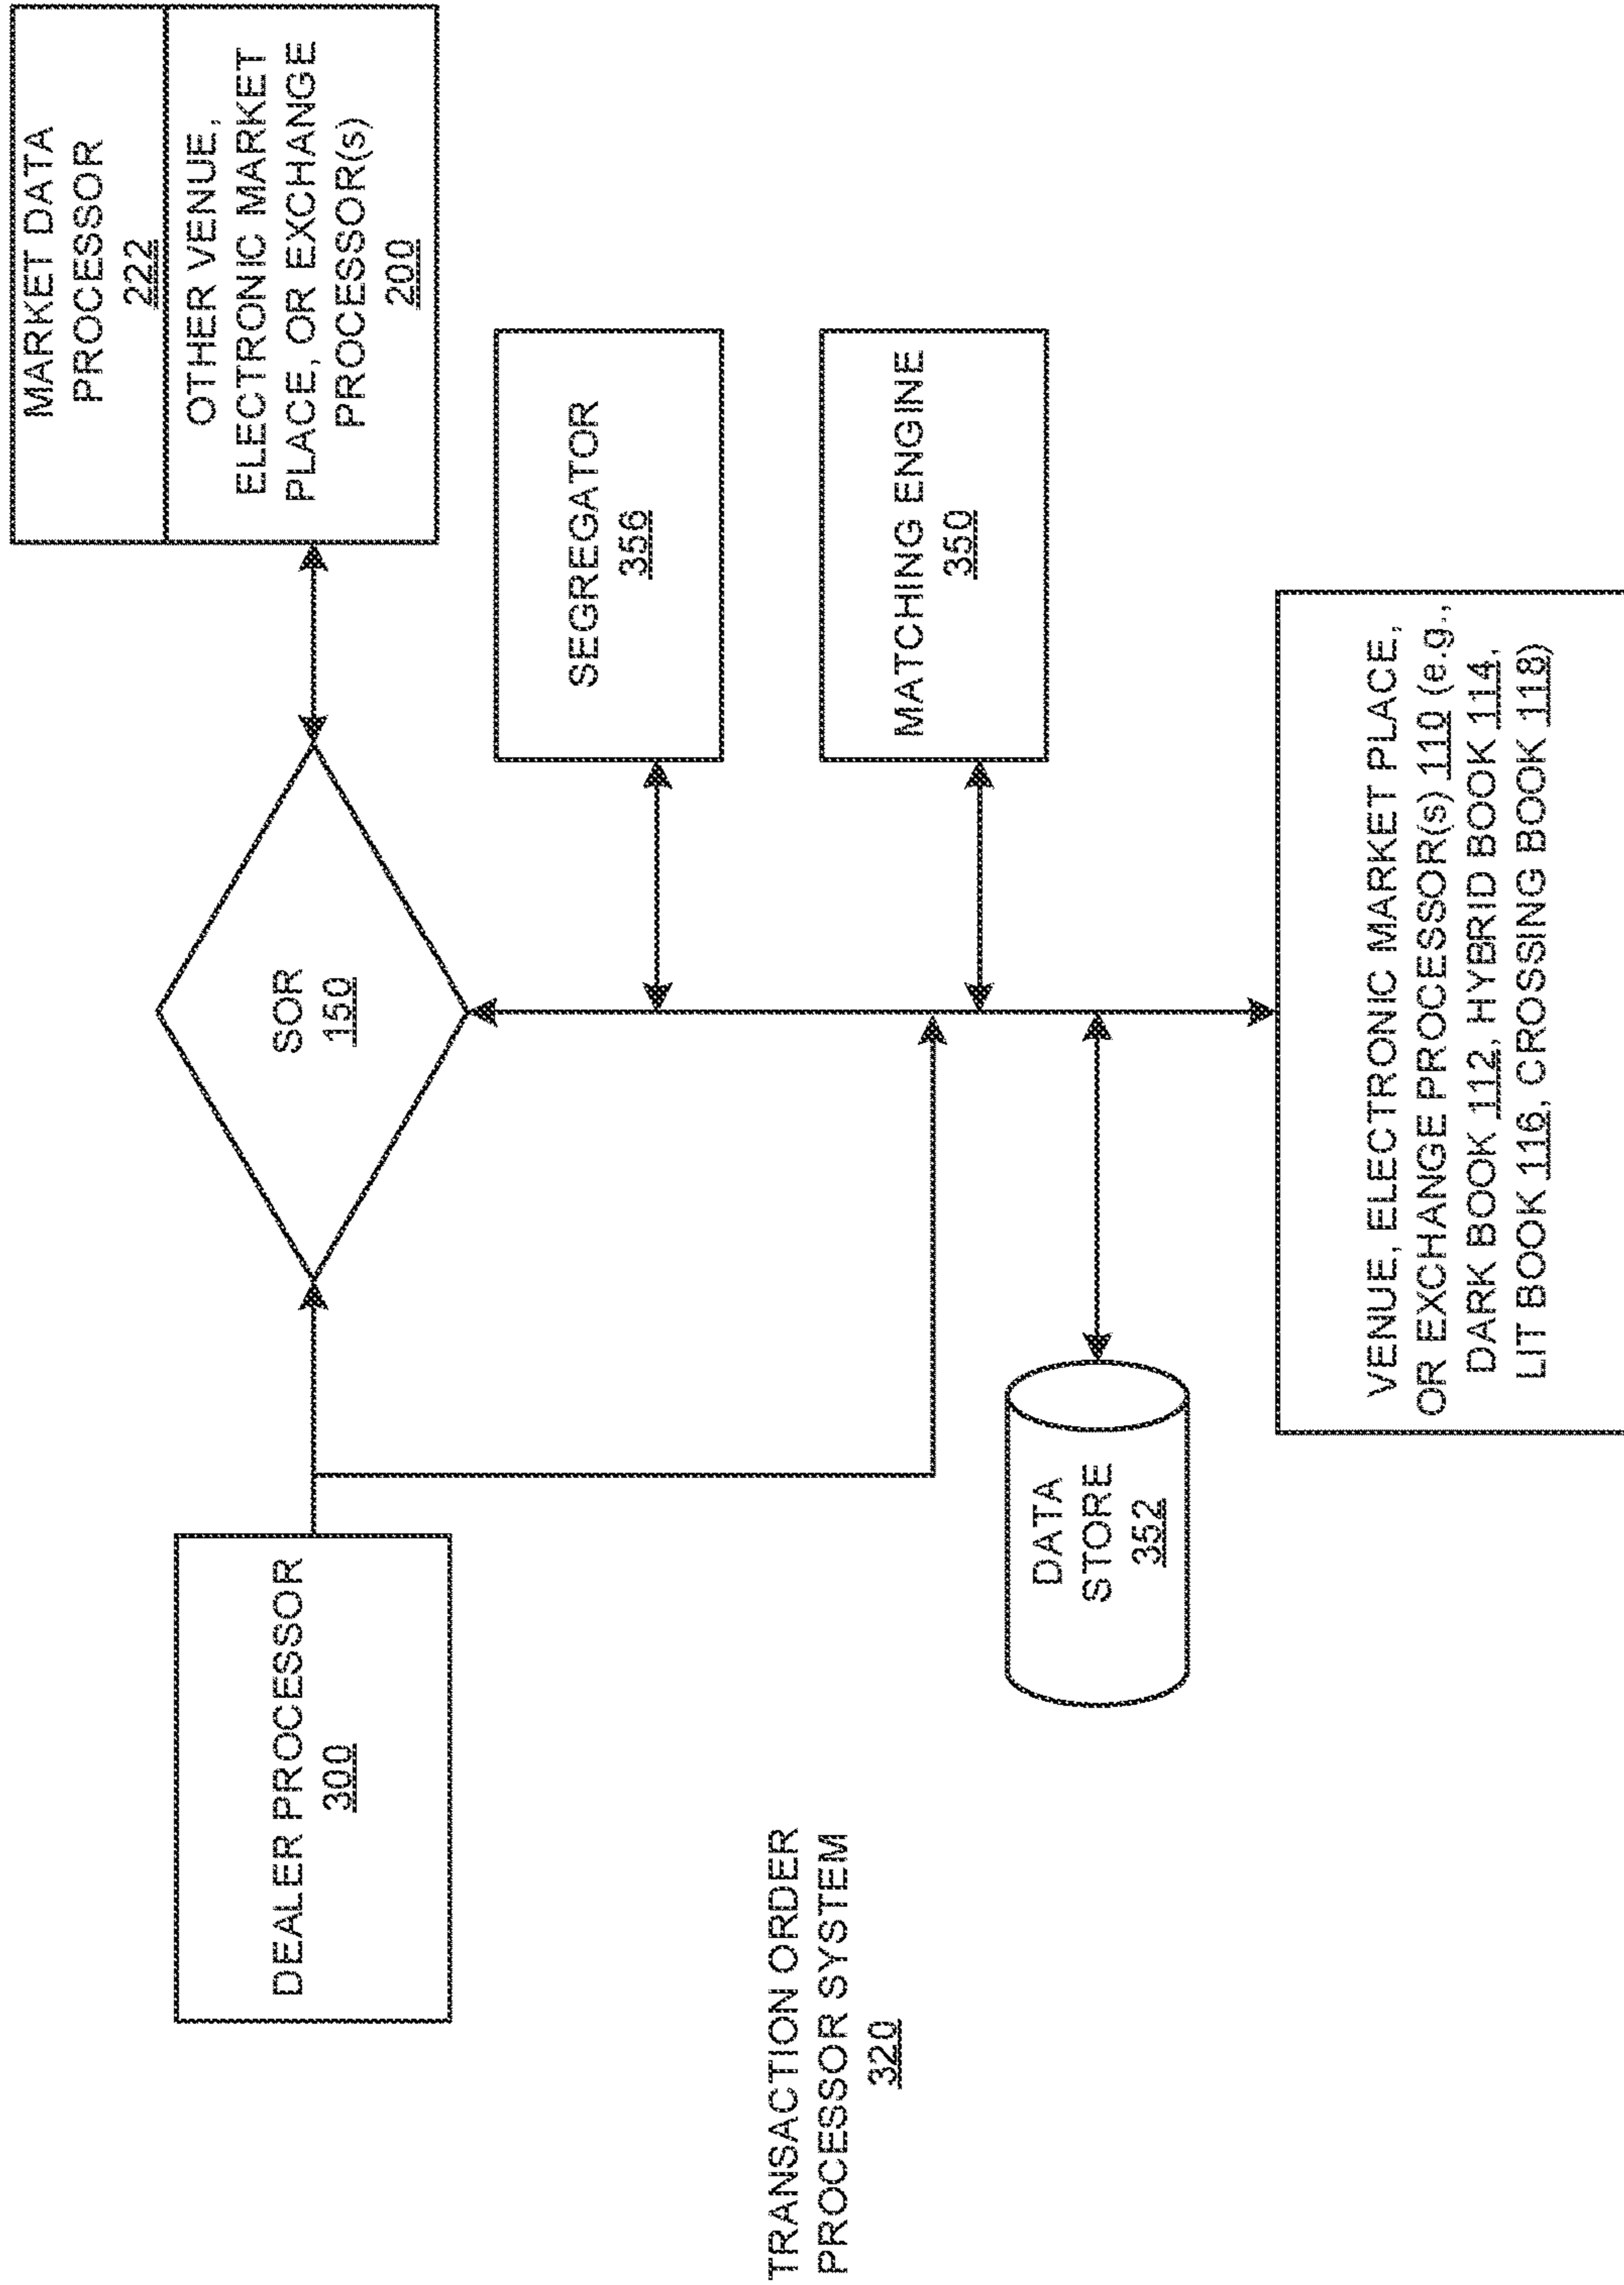 DEALER PROCESSOR
300
SOR
150
MARKET DATA
PROCESSOR
222
OTHER VENUE,
ELECTRONIC MARKET
PLACE, OR EXCHANGE
PROCESSOR(s)
200
SEGREGATOR
356
MATCHING ENGINE
350
DATA
STORE
352
TRANSACTION ORDER
PROCESSOR SYSTEM
320
VENUE, ELECTRONIC MARKET PLACE,
OR EXCHANGE PROCESSOR(s) 110 (e.g.,
DARK BOOK 112, HYBRID BOOK 114,
LIT BOOK 116, CROSSING BOOK 118)